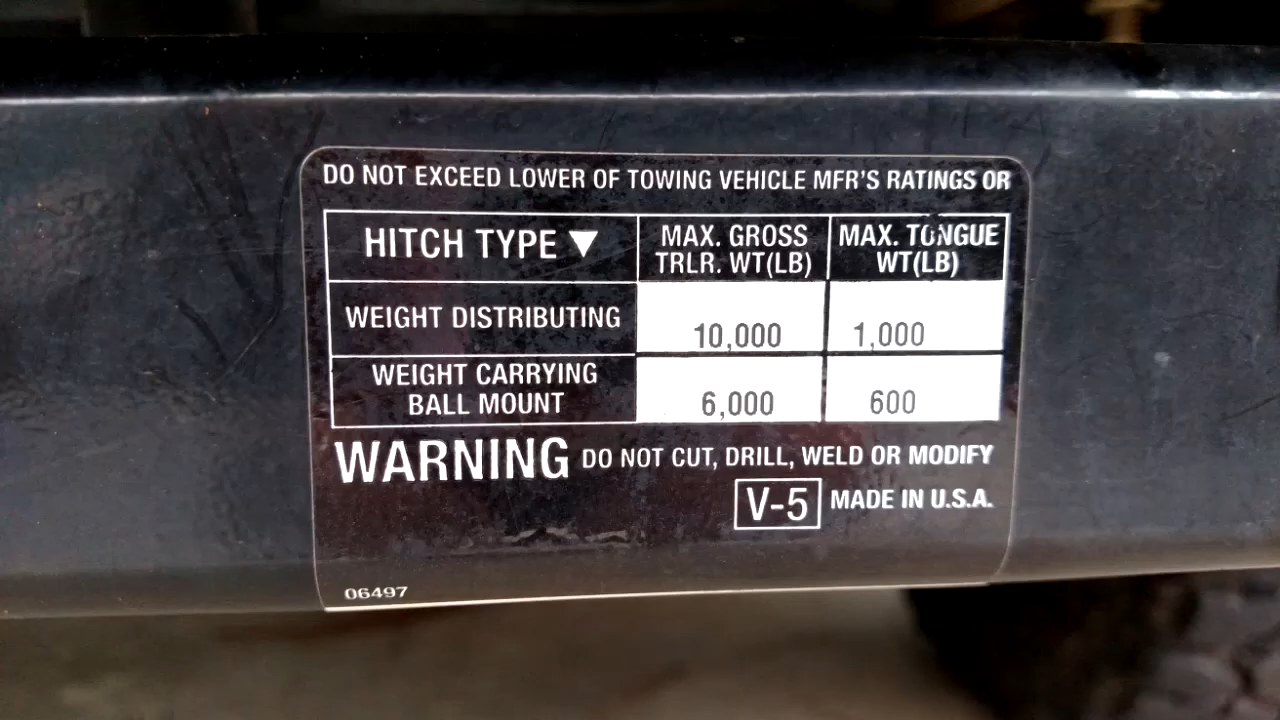 DO NOT EXCEED LOWER OF TOWING VEHICLE MFR'S RATINGS OR
HITCH TYPE ▼ MAX. GROSS TRLR. WT(LB) MAX. TONGUE WT(LB)
WEIGHT DISTRIBUTING 10,000 1,000
WEIGHT CARRYING BALL MOUNT 6,000 600
WARNING DO NOT CUT, DRILL, WELD OR MODIFY
V-5 MADE IN U.S.A.
06497